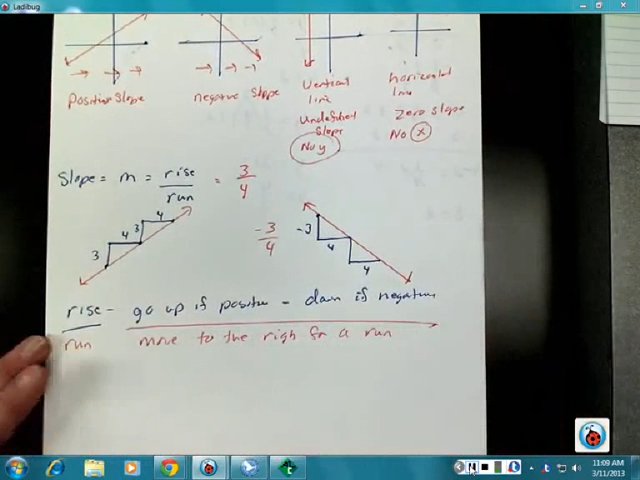 Ladibug
Positive Slope
negative Slope
Vertical
line
Undefined
Slope
No y
horizontal
line
Zero slope
No x
Slope = m = rise/run = 3/4
3 4 3 4
-3/4
-3 4 4
rise - go up if positive - down if negative
run move to the righ for a run
11:09 AM
3/11/2013